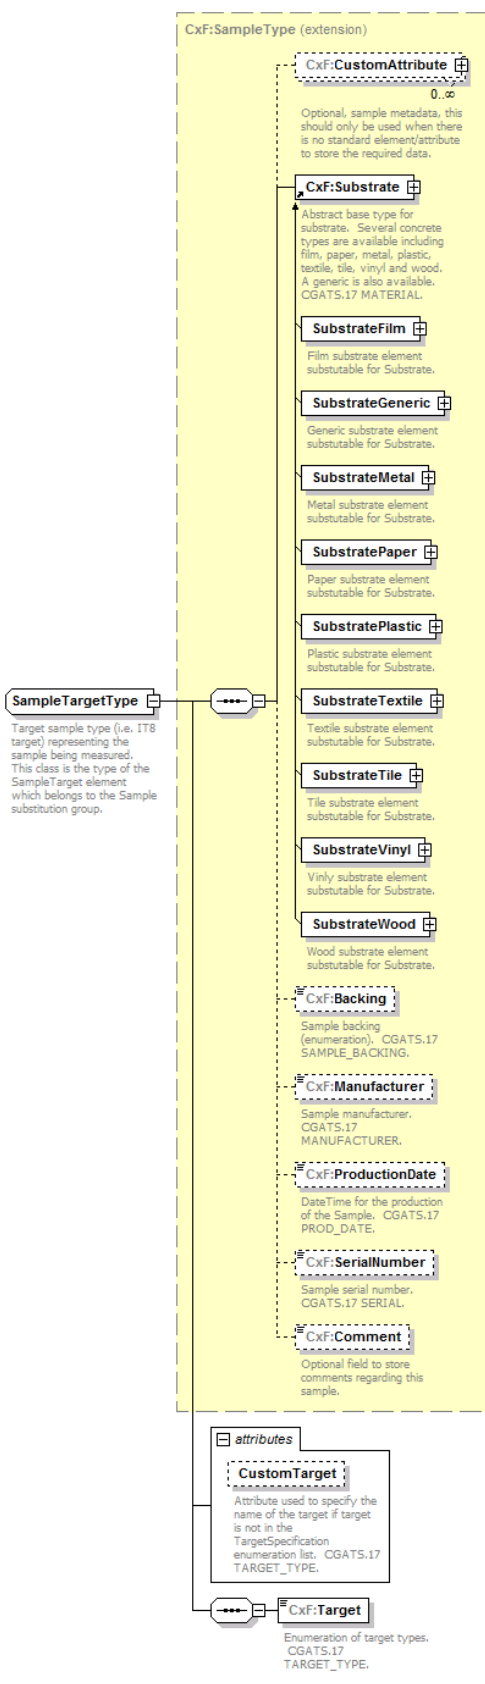 CxF:SampleType (extension)
CxF:CustomAttribute
0..∞
Optional, sample metadata, this
should only be used when there
is no standard element/attribute
to store the required data.
CxF:Substrate
Abstract base type for
substrate. Several concrete
types are available including
film, paper, metal, plastic,
textile, tile, vinyl and wood.
A generic is also available.
CGATS.17 MATERIAL.
SubstrateFilm
Film substrate element
substutable for Substrate.
SubstrateGeneric
Generic substrate element
substutable for Substrate.
SubstrateMetal
Metal substrate element
substutable for Substrate.
SubstratePaper
Paper substrate element
substutable for Substrate.
SubstratePlastic
Plastic substrate element
substutable for Substrate.
SampleTargetType
Target sample type (i.e. IT8
target) representing the
sample being measured.
This class is the type of the
SampleTarget element
which belongs to the Sample
substitution group.
SubstrateTextile
Textile substrate element
substutable for Substrate.
SubstrateTile
Tile substrate element
substutable for Substrate.
SubstrateVinyl
Vinly substrate element
substutable for Substrate.
SubstrateWood
Wood substrate element
substutable for Substrate.
CxF:Backing
Sample backing
(enumeration). CGATS.17
SAMPLE_BACKING.
CxF:Manufacturer
Sample manufacturer.
CGATS.17
MANUFACTURER.
CxF:ProductionDate
DateTime for the production
of the Sample. CGATS.17
PROD_DATE.
CxF:SerialNumber
Sample serial number.
CGATS.17 SERIAL.
CxF:Comment
Optional field to store
comments regarding this
sample.
attributes
CustomTarget
Attribute used to specify the
name of the target if target
is not in the
TargetSpecification
enumeration list. CGATS.17
TARGET_TYPE.
CxF:Target
Enumeration of target types.
CGATS.17
TARGET_TYPE.